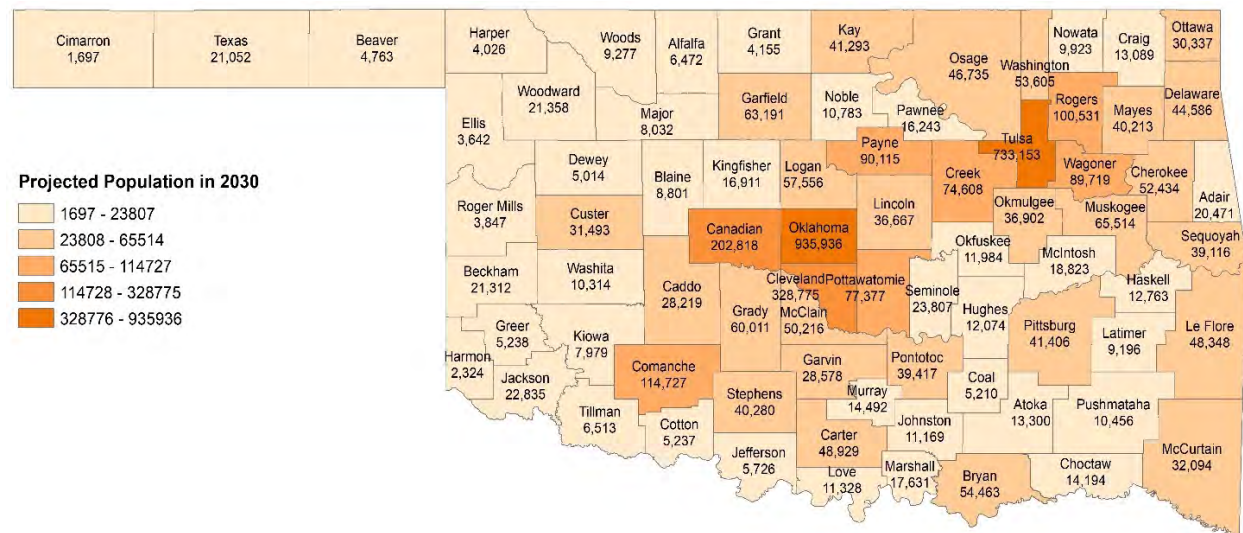 Cimarron
1,697
Texas
21,052
Beaver
4,763
Harper
4,026
Woods
9,277
Alfalfa
6,472
Grant
4,155
Kay
41,293
Osage
46,735
Washington
53,605
Nowata
9,923
Craig
13,089
Ottawa
30,337
Woodward
21,358
Major
8,032
Garfield
63,191
Noble
10,783
Pawnee
16,243
Rogers
100,531
Mayes
40,213
Delaware
44,586
Ellis
3,642
Dewey
5,014
Blaine
8,801
Kingfisher
16,911
Logan
57,556
Payne
90,115
Creek
74,608
Tulsa
733,153
Wagoner
89,719
Cherokee
52,434
Adair
20,471
Projected Population in 2030
1697 - 23807
23808 - 65514
65515 - 114727
114728 - 328775
328776 - 935936
Roger Mills
3,847
Custer
31,493
Canadian
202,818
Oklahoma
935,936
Lincoln
36,667
Okmulgee
36,902
Muskogee
65,514
Sequoyah
39,116
Beckham
21,312
Washita
10,314
Caddo
28,219
Grady
60,011
Cleveland
328,775
McClain
50,216
Pottawatomie
77,377
Seminole
23,807
Okfuskee
11,984
McIntosh
18,823
Haskell
12,763
Hughes
12,074
Pittsburg
41,406
Latimer
9,196
Le Flore
48,348
Greer
5,238
Kiowa
7,979
Harmon
2,324
Jackson
22,835
Comanche
114,727
Stephens
40,280
Garvin
28,578
Murray
14,492
Pontotoc
39,417
Coal
5,210
Atoka
13,300
Pushmataha
10,456
McCurtain
32,094
Tillman
6,513
Cotton
5,237
Jefferson
5,726
Carter
48,929
Johnston
11,169
Love
11,328
Marshall
17,631
Bryan
54,463
Choctaw
14,194